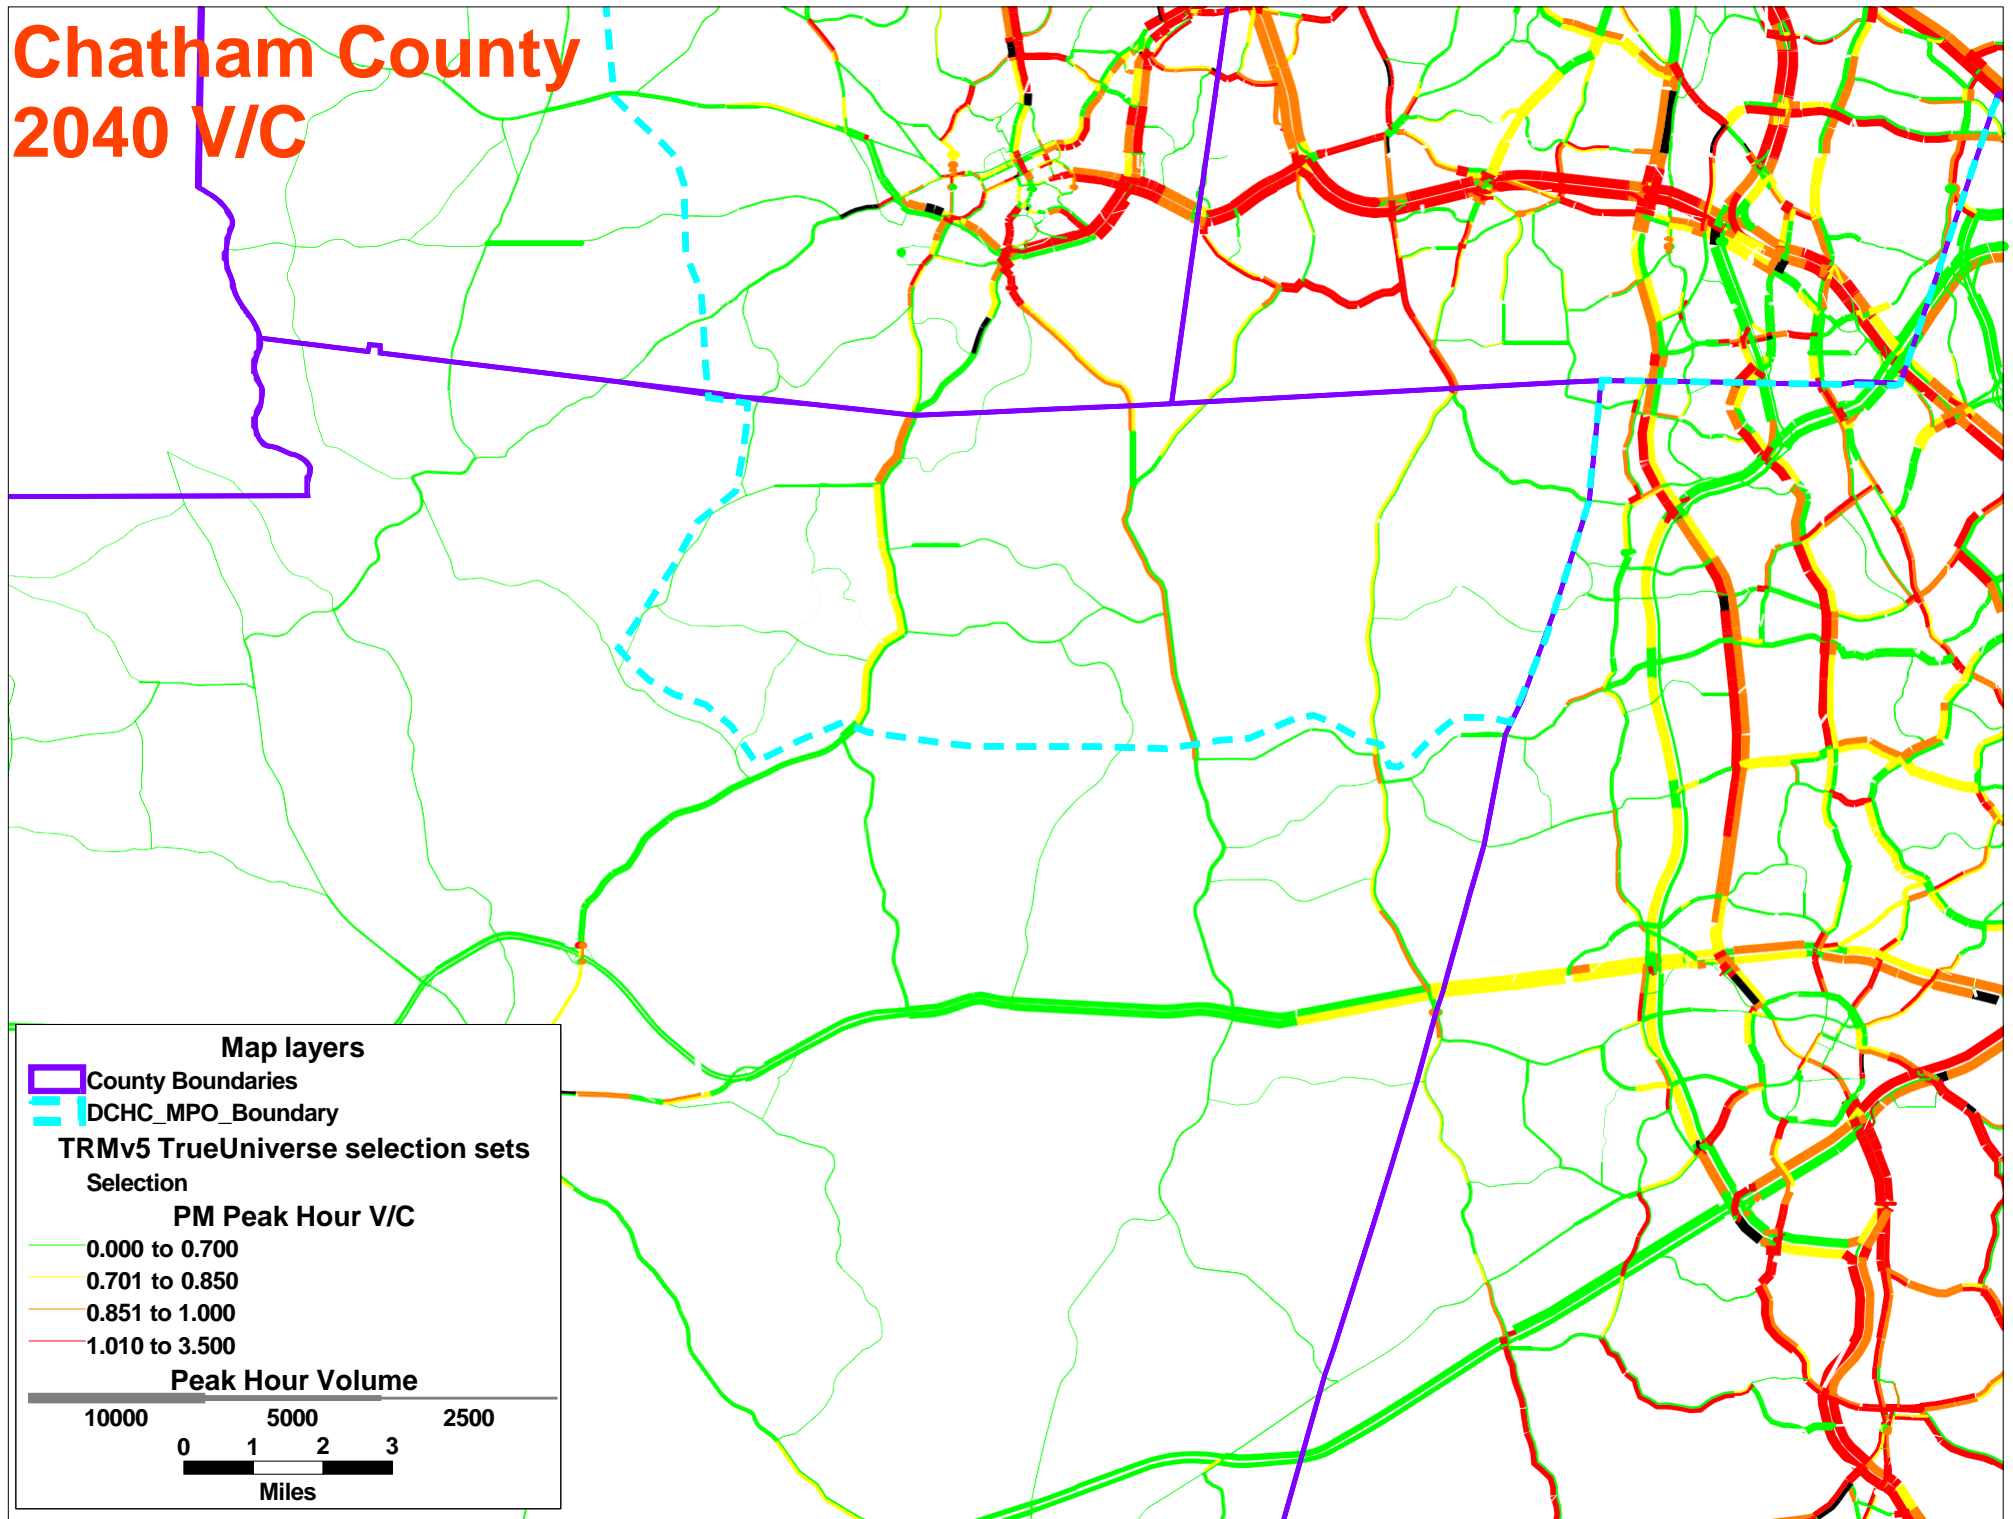 Chatham County
2040 V/C
Map layers
County Boundaries
DCHC_MPO_Boundary
TRMv5 TrueUniverse selection sets
Selection
PM Peak Hour V/C
0.000 to 0.700
0.701 to 0.850
0.851 to 1.000
1.010 to 3.500
Peak Hour Volume
10000 5000 2500
0 1 2 3
Miles